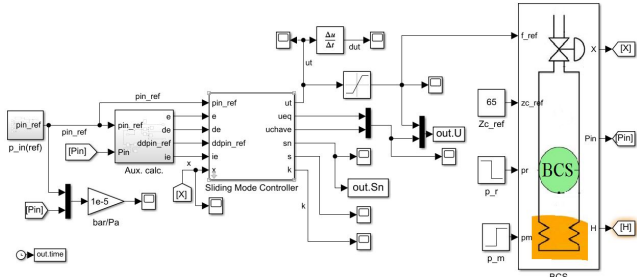 Δu
Δt
dut
ut
f_ref
X
[X]
pin_ref
pin_ref
p_in(ref)
pin_ref
pin_ref
[Pin]
Pin
e
de
ddpin_ref
ie
Aux. calc.
pin_ref
e
de
ddpin_ref
ie
x
ut
ueq
uchave
sn
s
k
Sliding Mode Controller
x
[X]
k
out.U
out.Sn
65
zc_ref
Zc_ref
BCS
Pin
[Pin]
pr
p_r
H
[H]
pm
p_m
BCS
[Pin]
1e-5
bar/Pa
out.time